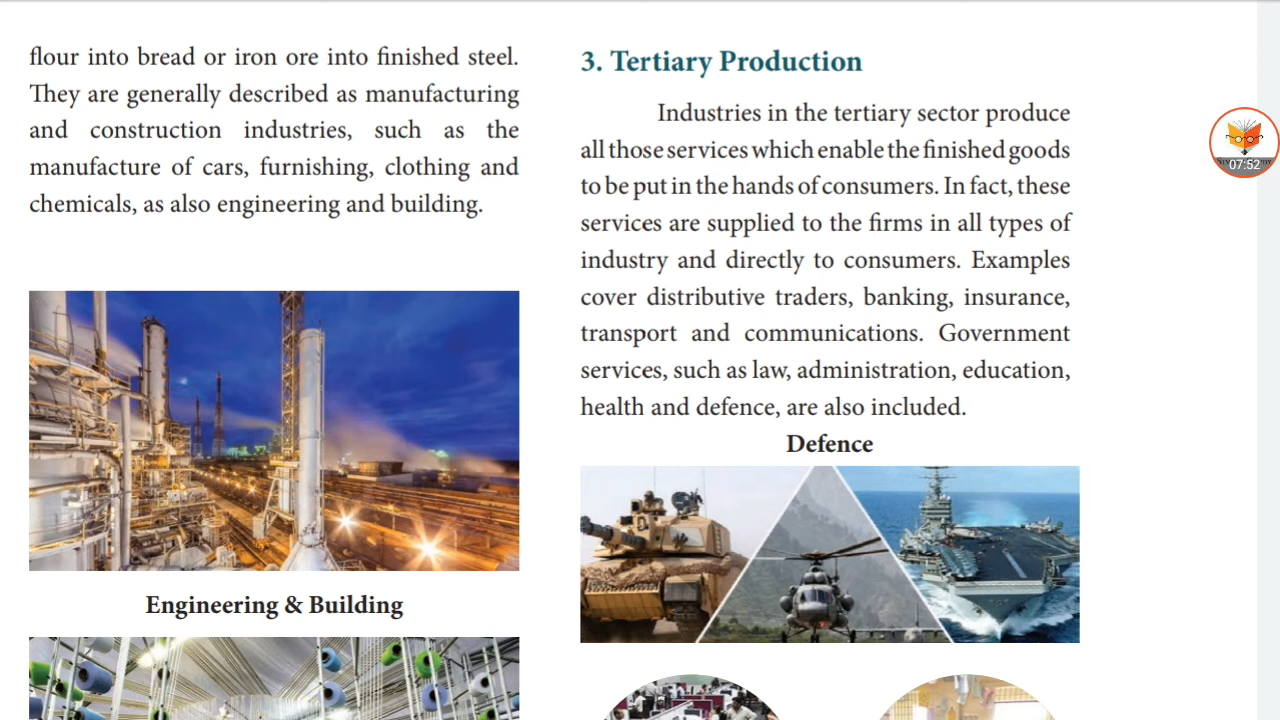 flour into bread or iron ore into finished steel.
They are generally described as manufacturing
and construction industries, such as the
manufacture of cars, furnishing, clothing and
chemicals, as also engineering and building.
Engineering & Building
3. Tertiary Production
Industries in the tertiary sector produce
all those services which enable the finished goods
to be put in the hands of consumers. In fact, these
services are supplied to the firms in all types of
industry and directly to consumers. Examples
cover distributive traders, banking, insurance,
transport and communications. Government
services, such as law, administration, education,
health and defence, are also included.
Defence
07:52